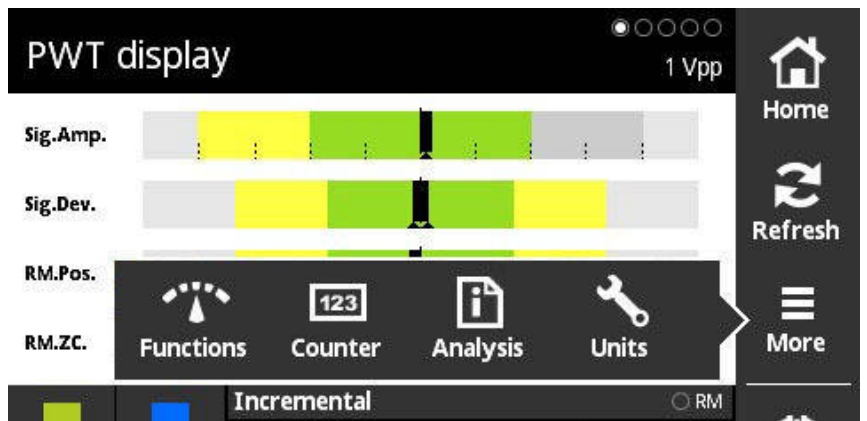 PWT display
1 Vpp
Home
Sig.Amp.
Sig.Dev.
Refresh
RM.Pos.
123
Functions Counter Analysis Units
More
RM.ZC.
Incremental
RM